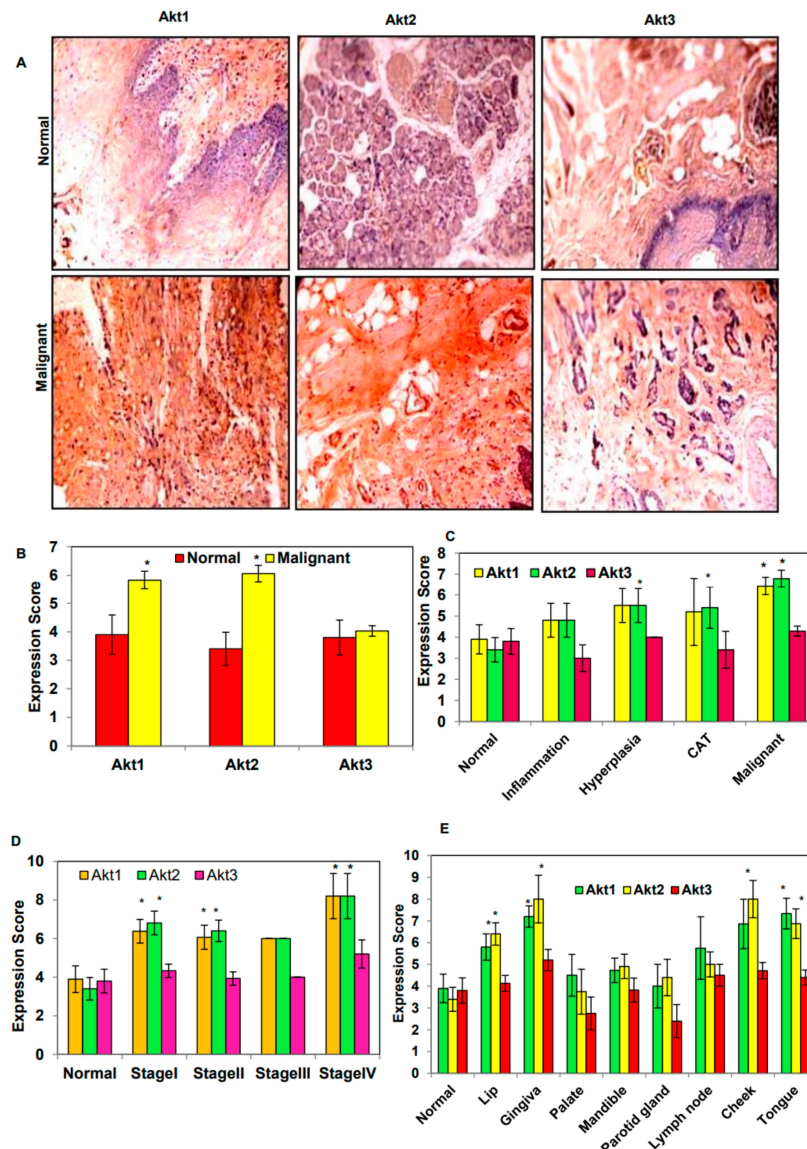 Akt1 Akt2 Akt3
A
Normal
Malignant
B
Expression Score
7
6
5
4
3
2
1
0
Normal Malignant
* *
Akt1 Akt2 Akt3
C
Expression Score
8
7
6
5
4
3
2
1
0
Akt1 Akt2 Akt3
* * * *
Normal Inflammation Hyperplasia CAT Malignant
D
Expression Score
10
8
6
4
2
0
Akt1 Akt2 Akt3
* * * * * *
Normal StageI StageII StageIII StageIV
E
Expression Score
10
9
8
7
6
5
4
3
2
1
0
Akt1 Akt2 Akt3
* * * * * * *
Normal Lip Gingiva Palate Mandible Parotid gland Lymph node Cheek Tongue